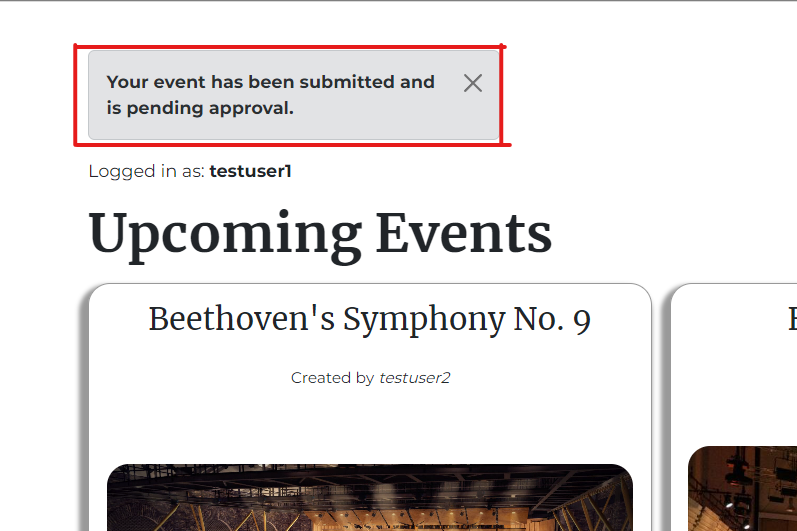 Your event has been submitted and
is pending approval.
Logged in as: testuser1
Upcoming Events
Beethoven's Symphony No. 9
Created by testuser2